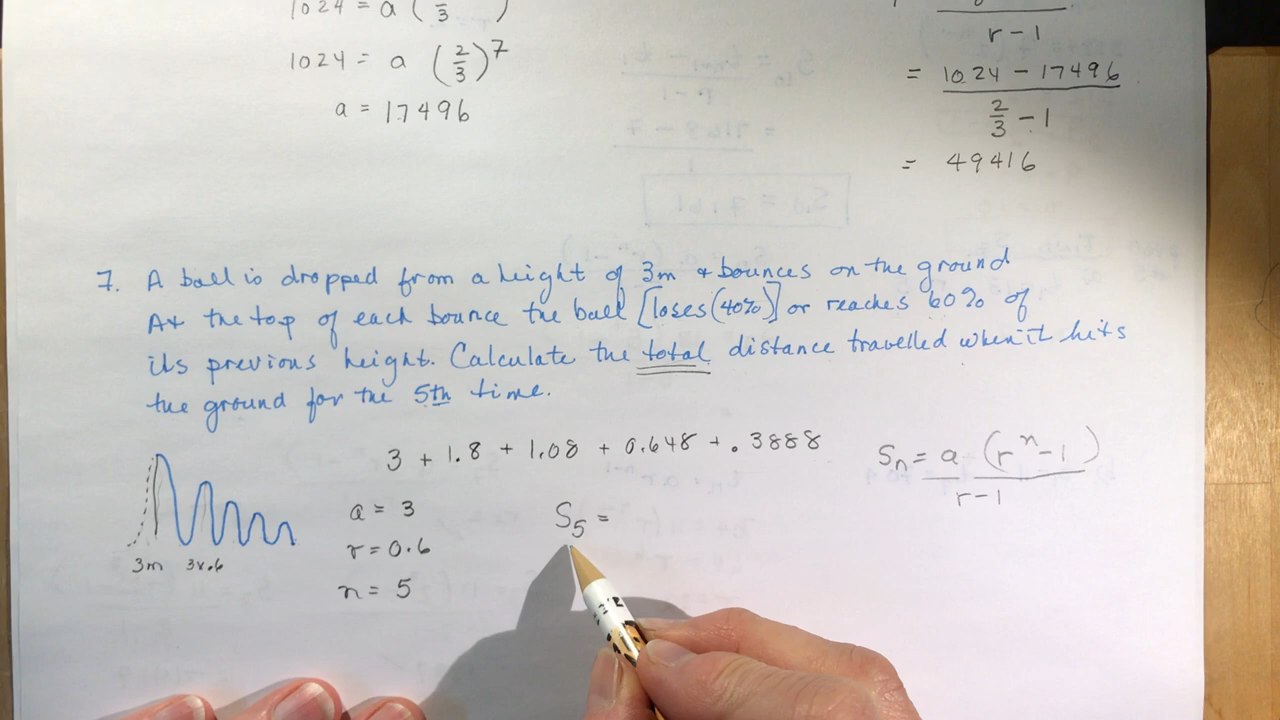 1024 = a (2/3)^7
a = 17496
r - 1
= (1024 - 17496)/(2/3 - 1)
= 49416
7. A ball is dropped from a height of 3m & bounces on the ground
At the top of each bounce the ball [loses (40%)] or reaches 60% of
its previous height. Calculate the total distance travelled when it hits
the ground for the 5th time.
3 + 1.8 + 1.08 + 0.648 + .3888
Sn = a (r^n - 1)/(r - 1)
a = 3
r = 0.6
n = 5
S5 =
3m 3x.6